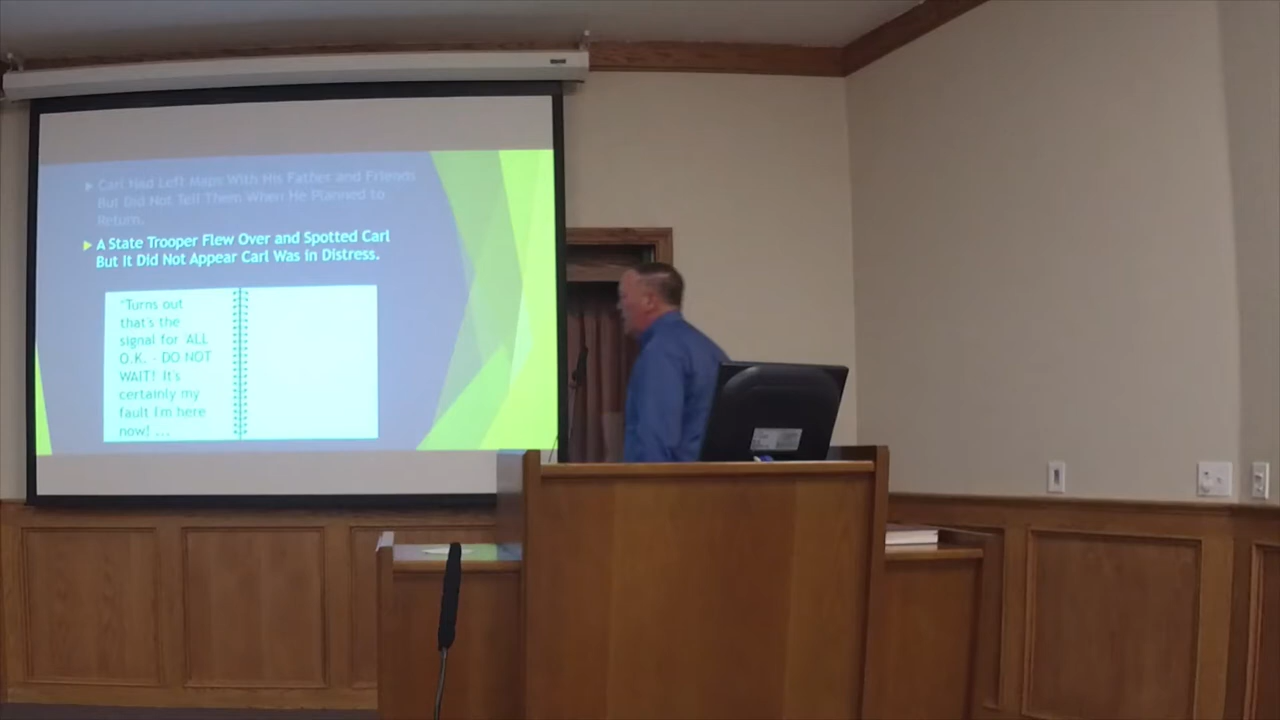 Carl Had Left Maps With His Father and Friends
But Did Not Tell Them When He Planned to
Return.
A State Trooper Flew Over and Spotted Carl
But it Did Not Appear Carl Was in Distress.
"Turns out
that's the
signal for 'ALL
O.K. - DO NOT
WAIT! It's
certainly my
fault I'm here
now! ...